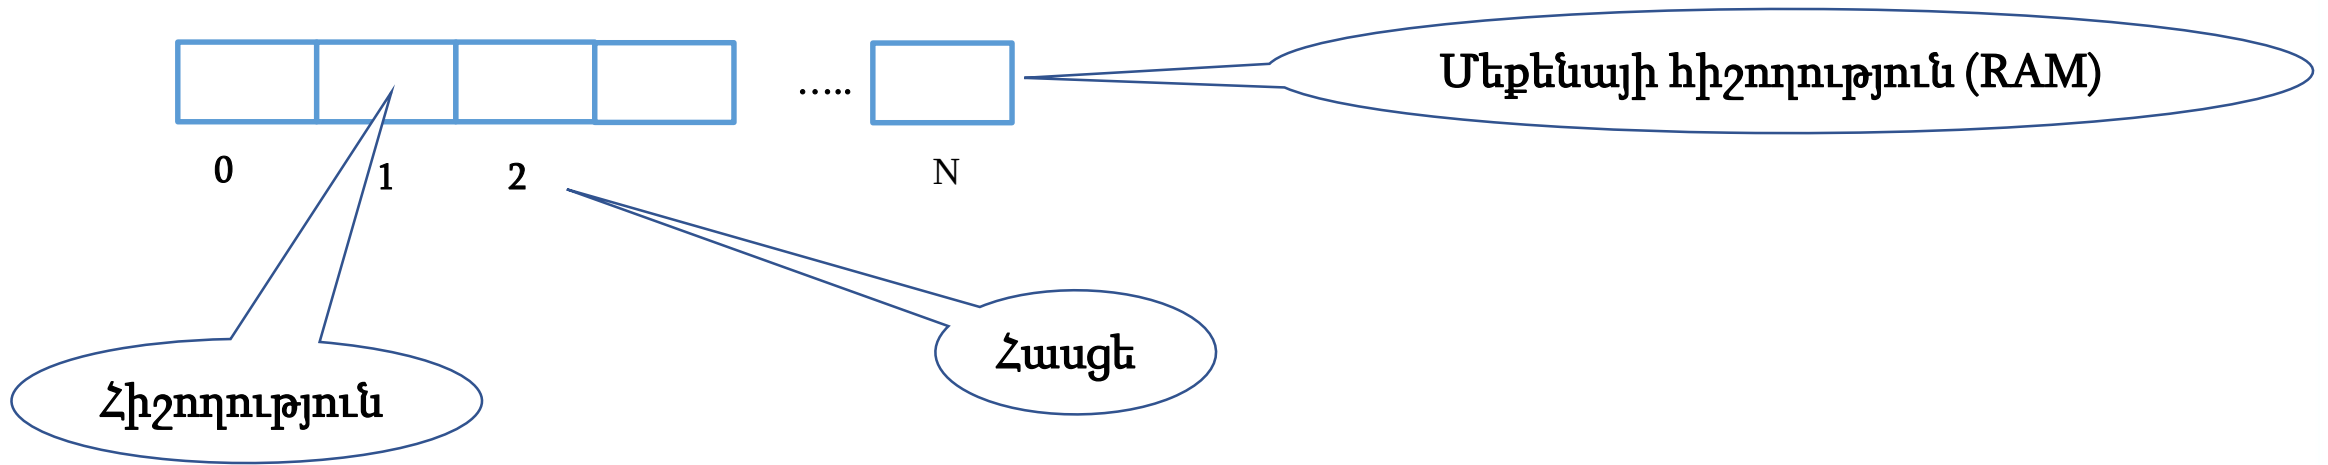 Մեքենայի հիշողություն (RAM)
.....
0 1 2 N
Հասցե
Հիշողություն